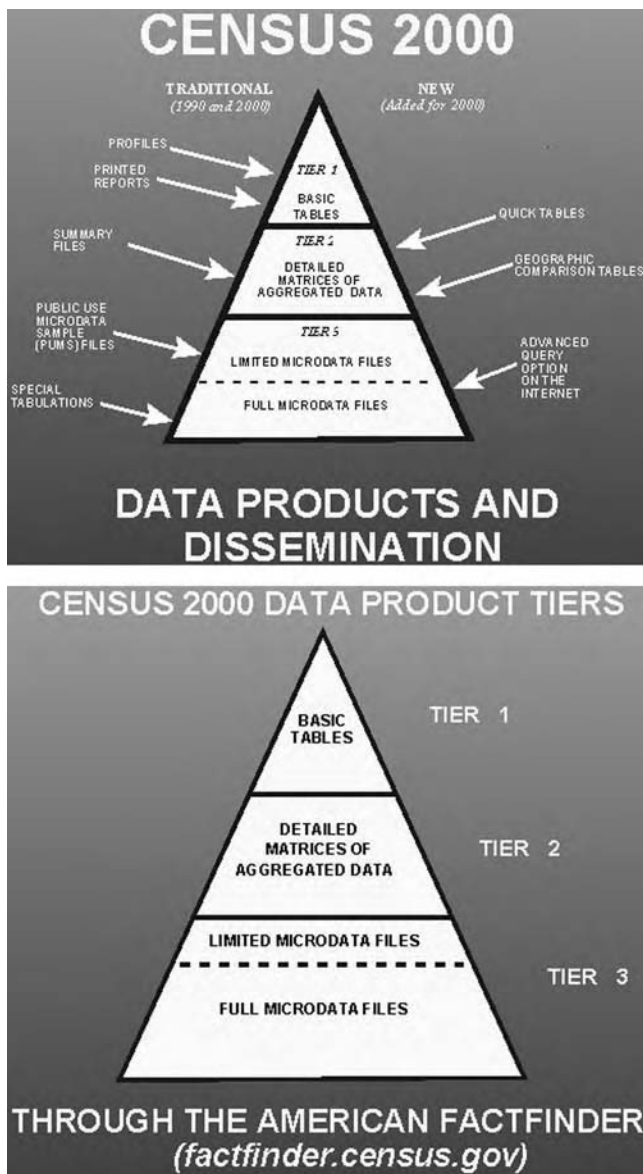 CENSUS 2000
TRADITIONAL
(1990 and 2000)
NEW
(Added for 2000)
PROFILES
PRINTED
REPORTS
SUMMARY
FILES
PUBLIC USE
MICRODATA
SAMPLE
(PUMS) FILES
SPECIAL
TABULATIONS
TIER 1
BASIC
TABLES
TIER 2
DETAILED
MATRICES OF
AGGREGATED DATA
TIER 3
LIMITED MICRODATA FILES
FULL MICRODATA FILES
QUICK TABLES
GEOGRAPHIC
COMPARISON TABLES
ADVANCED
QUERY
OPTION
ON THE
INTERNET
DATA PRODUCTS AND
DISSEMINATION
CENSUS 2000 DATA PRODUCT TIERS
BASIC
TABLES
TIER 1
DETAILED
MATRICES OF
AGGREGATED DATA
TIER 2
LIMITED MICRODATA FILES
FULL MICRODATA FILES
TIER 3
THROUGH THE AMERICAN FACTFINDER
(factfinder.census.gov)